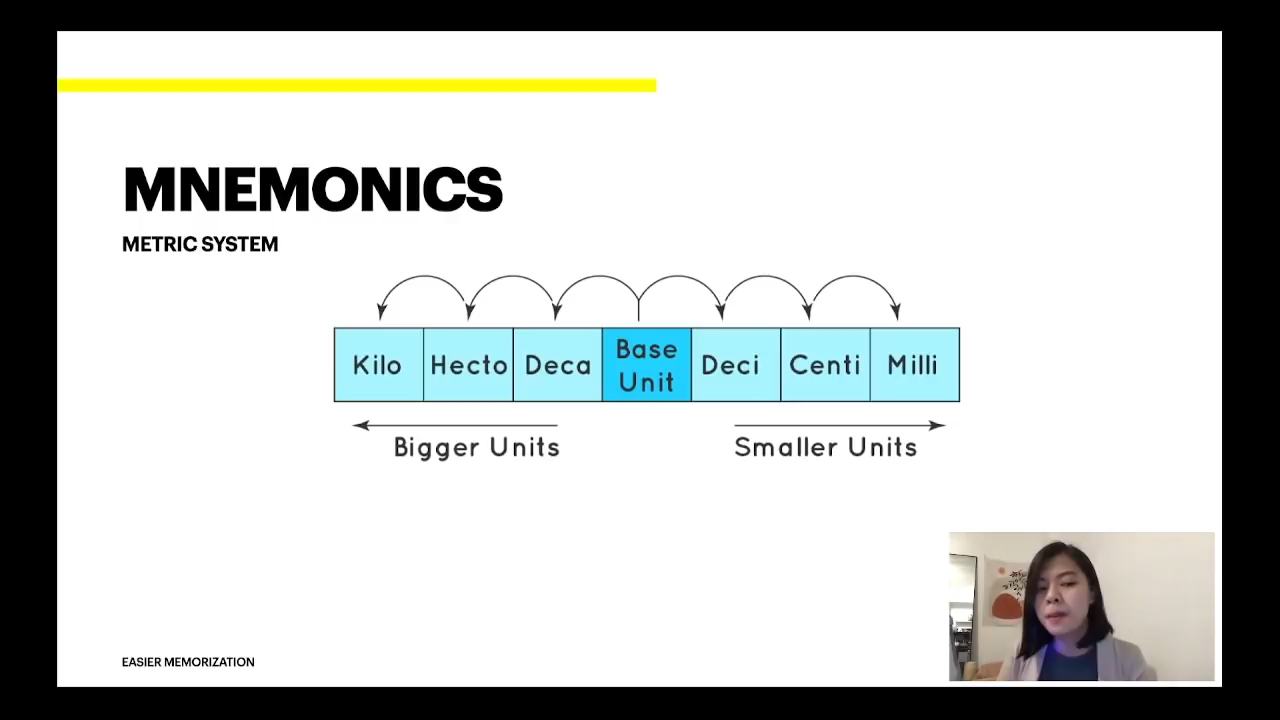 MNEMONICS
METRIC SYSTEM
Kilo
Hecto
Deca
Base
Unit
Deci
Centi
Milli
Bigger Units
Smaller Units
EASIER MEMORIZATION